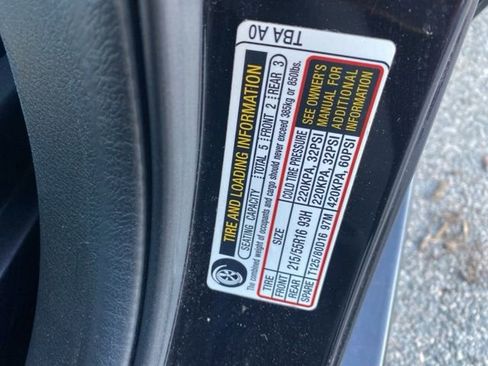 TBA A0
TIRE AND LOADING INFORMATION
SEATING CAPACITY TOTAL 5 FRONT 2 REAR 3
The combined weight of occupants and cargo should never exceed 385kg or 850lbs.
TIRE SIZE COLD TIRE PRESSURE
FRONT 215/55R16 93H 220KPA, 32PSI
REAR 220KPA, 32PSI
SPARE T125/80D16 97M 420KPA, 60PSI
SEE OWNER'S
MANUAL FOR
ADDITIONAL
INFORMATION